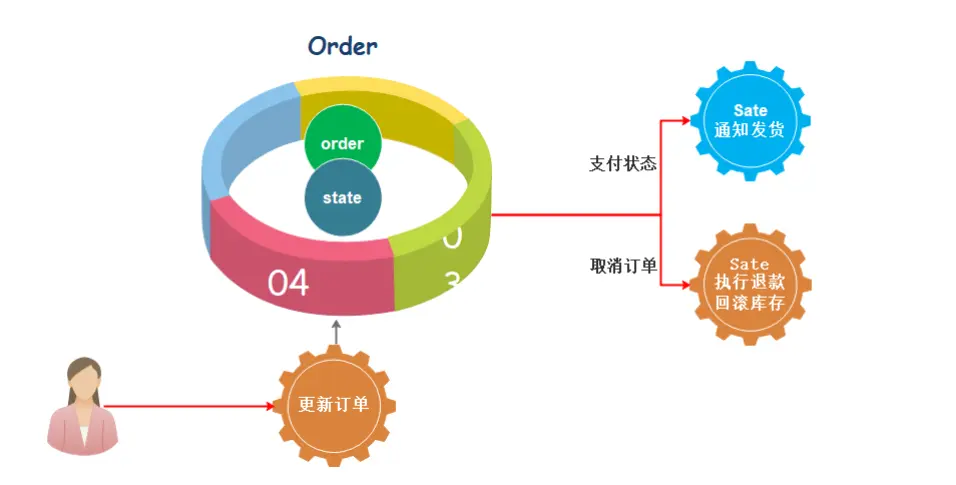 Order
order
state
04
0
3
支付状态
Sate
通知发货
取消订单
Sate
执行退款
回滚库存
更新订单